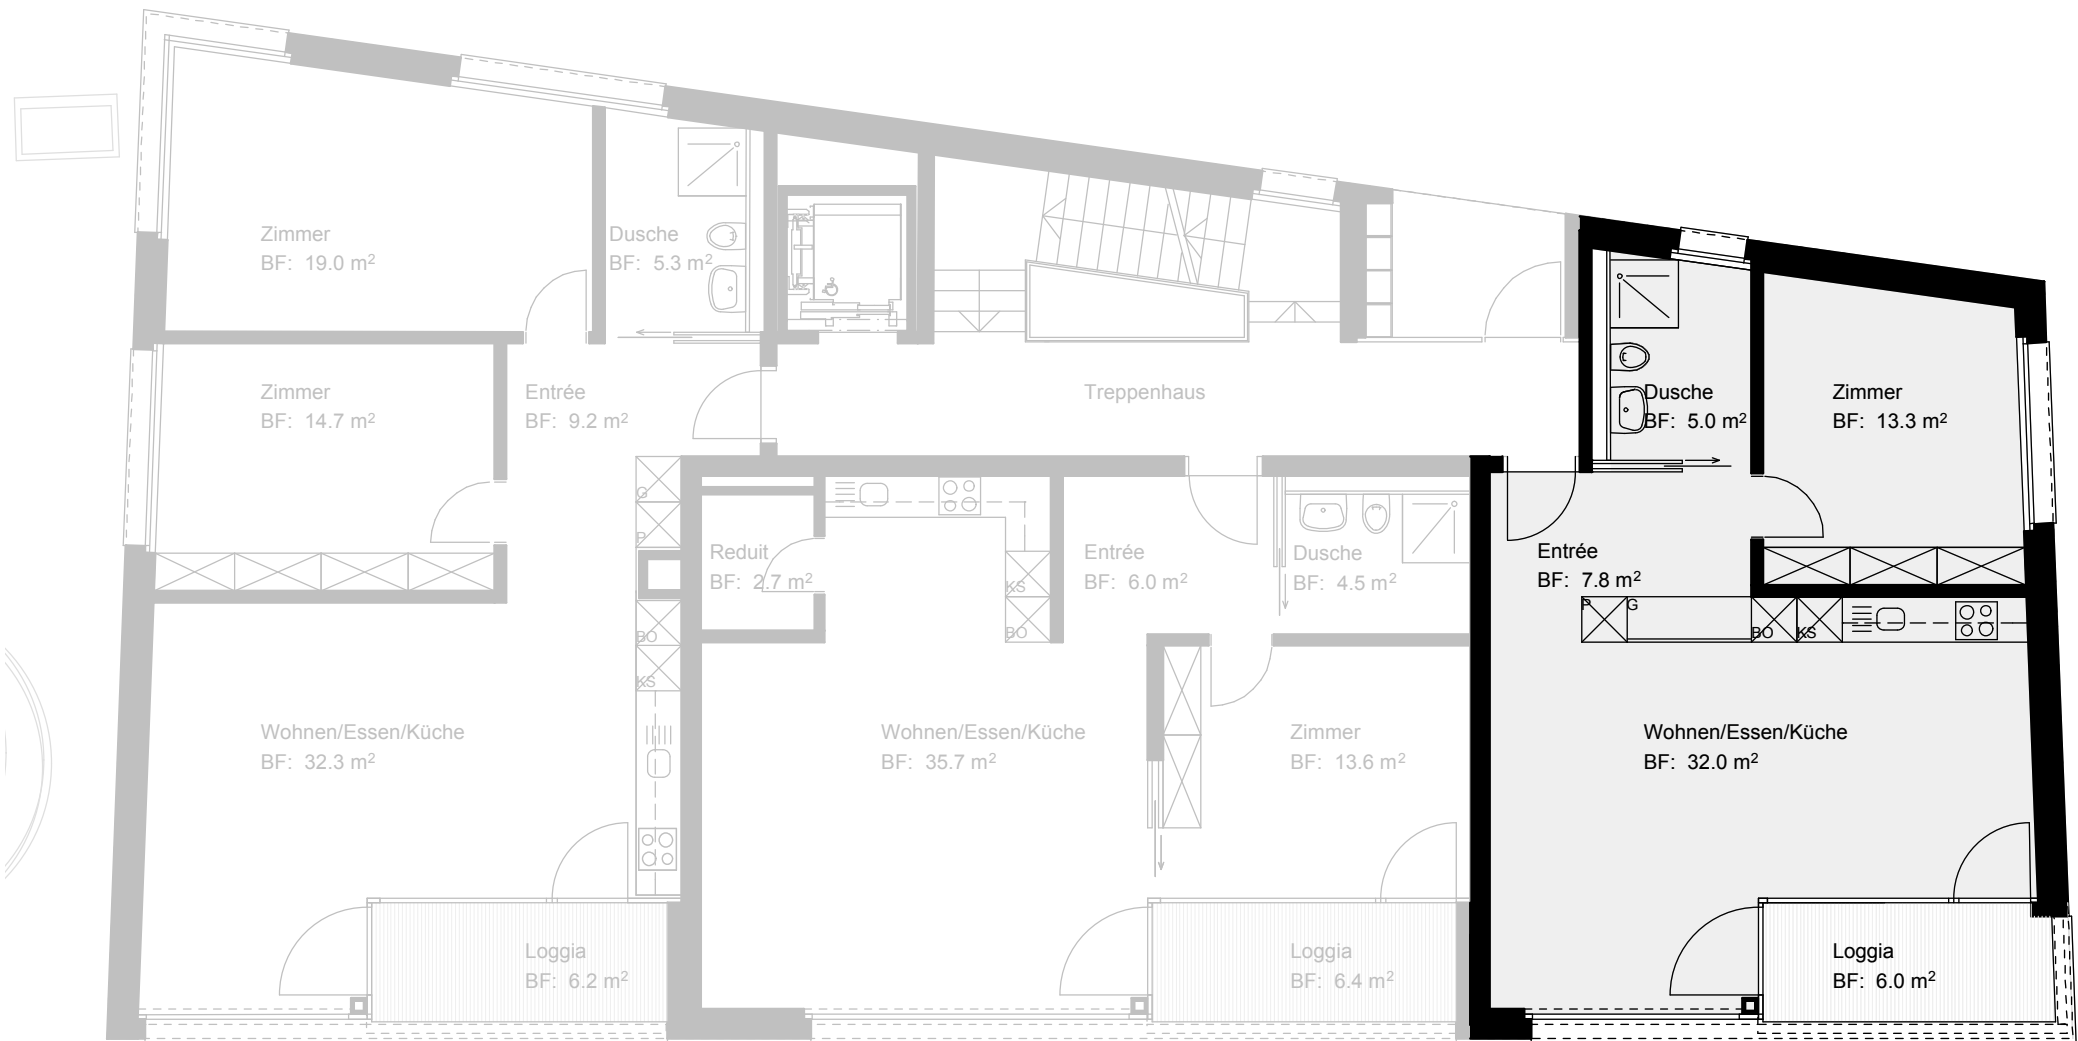 Zimmer
BF: 19.0 m²
Dusche
BF: 5.3 m²
Zimmer
BF: 14.7 m²
Entrée
BF: 9.2 m²
Treppenhaus
Dusche
BF: 5.0 m²
Zimmer
BF: 13.3 m²
G
P
Reduit
BF: 2.7 m²
KS
BO
Entrée
BF: 6.0 m²
Dusche
BF: 4.5 m²
Entrée
BF: 7.8 m²
P
G
BO
KS
BO
KS
Wohnen/Essen/Küche
BF: 32.3 m²
Wohnen/Essen/Küche
BF: 35.7 m²
Zimmer
BF: 13.6 m²
Wohnen/Essen/Küche
BF: 32.0 m²
Loggia
BF: 6.2 m²
Loggia
BF: 6.4 m²
Loggia
BF: 6.0 m²